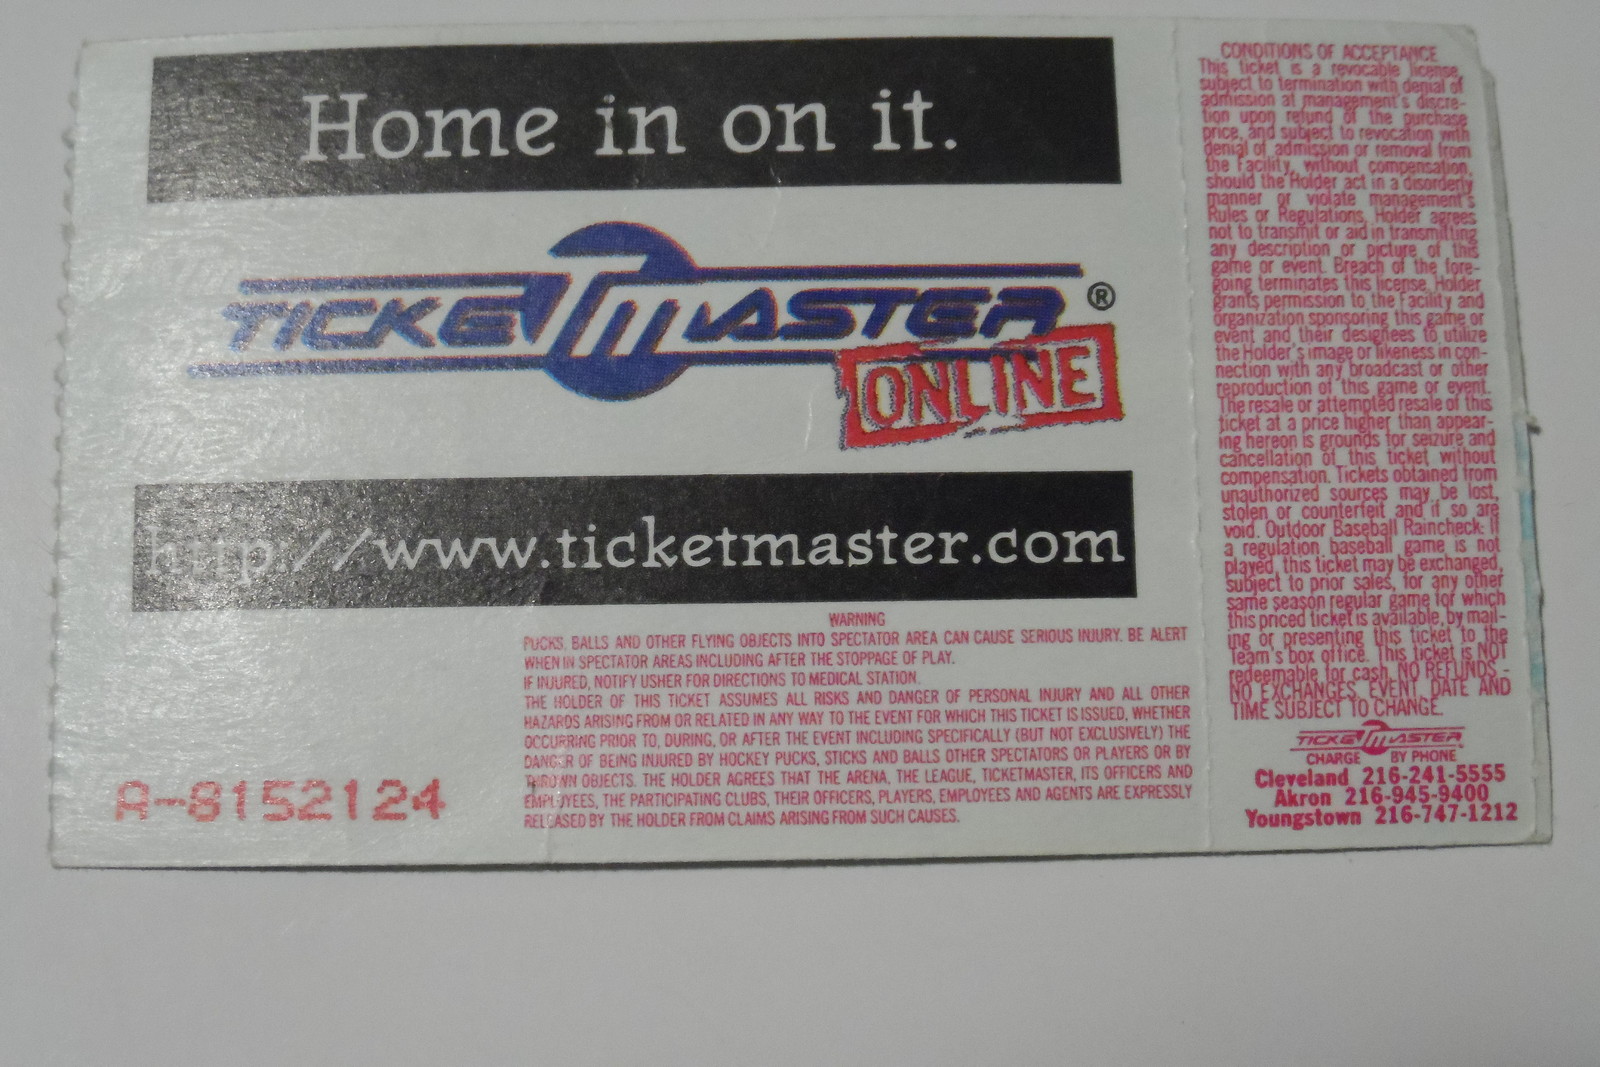 Home in on it.
TICKETMASTER®
ONLINE
http://www.ticketmaster.com
WARNING
PUCKS, BALLS AND OTHER FLYING OBJECTS INTO SPECTATOR AREA CAN CAUSE SERIOUS INJURY. BE ALERT
WHEN IN SPECTATOR AREAS INCLUDING AFTER THE STOPPAGE OF PLAY.
IF INJURED, NOTIFY USHER FOR DIRECTIONS TO MEDICAL STATION.
THE HOLDER OF THIS TICKET ASSUMES ALL RISKS AND DANGER OF PERSONAL INJURY AND ALL OTHER
HAZARDS ARISING FROM OR RELATED IN ANY WAY TO THE EVENT FOR WHICH THIS TICKET IS ISSUED, WHETHER
OCCURRING PRIOR TO, DURING, OR AFTER THE EVENT INCLUDING SPECIFICALLY (BUT NOT EXCLUSIVELY) THE
DANGER OF BEING INJURED BY HOCKEY PUCKS, STICKS AND BALLS OTHER SPECTATORS OR PLAYERS OR BY
THROWN OBJECTS. THE HOLDER AGREES THAT THE ARENA, THE LEAGUE, TICKETMASTER, ITS OFFICERS AND
EMPLOYEES, THE PARTICIPATING CLUBS, THEIR OFFICERS, PLAYERS, EMPLOYEES AND AGENTS ARE EXPRESSLY
RELEASED BY THE HOLDER FROM CLAIMS ARISING FROM SUCH CAUSES.
A-8152124
CONDITIONS OF ACCEPTANCE
This ticket is a revocable license,
subject to termination with denial of
admission at management's discre-
tion upon refund of the purchase
price, and subject to revocation with
denial of admission or removal from
the Facility, without compensation,
should the Holder act in a disorderly
manner or violate management's
Rules or Regulations. Holder agrees
not to transmit or aid in transmitting
any description or picture of this
game or event. Breach of the fore-
going terminates this license. Holder
grants permission to the Facility and
organization sponsoring this game or
event and their designees to utilize
the Holder's image or likeness in con-
nection with any broadcast or other
reproduction of this game or event.
The resale or attempted resale of this
ticket at a price higher than appear-
ing hereon is grounds for seizure and
cancellation of this ticket without
compensation. Tickets obtained from
unauthorized sources may be lost,
stolen or counterfeit and if so are
void. Outdoor Baseball Raincheck: If
a regulation baseball game is not
played, this ticket may be exchanged,
subject to prior sales, for any other
same season regular game for which
this priced ticket is available, by mail-
ing or presenting this ticket to the
Team's box office. This ticket is NOT
redeemable for cash. NO REFUNDS -
NO EXCHANGES. EVENT, DATE AND
TIME SUBJECT TO CHANGE.
TICKETMASTER
CHARGE BY PHONE
Cleveland 216-241-5555
Akron 216-945-9400
Youngstown 216-747-1212